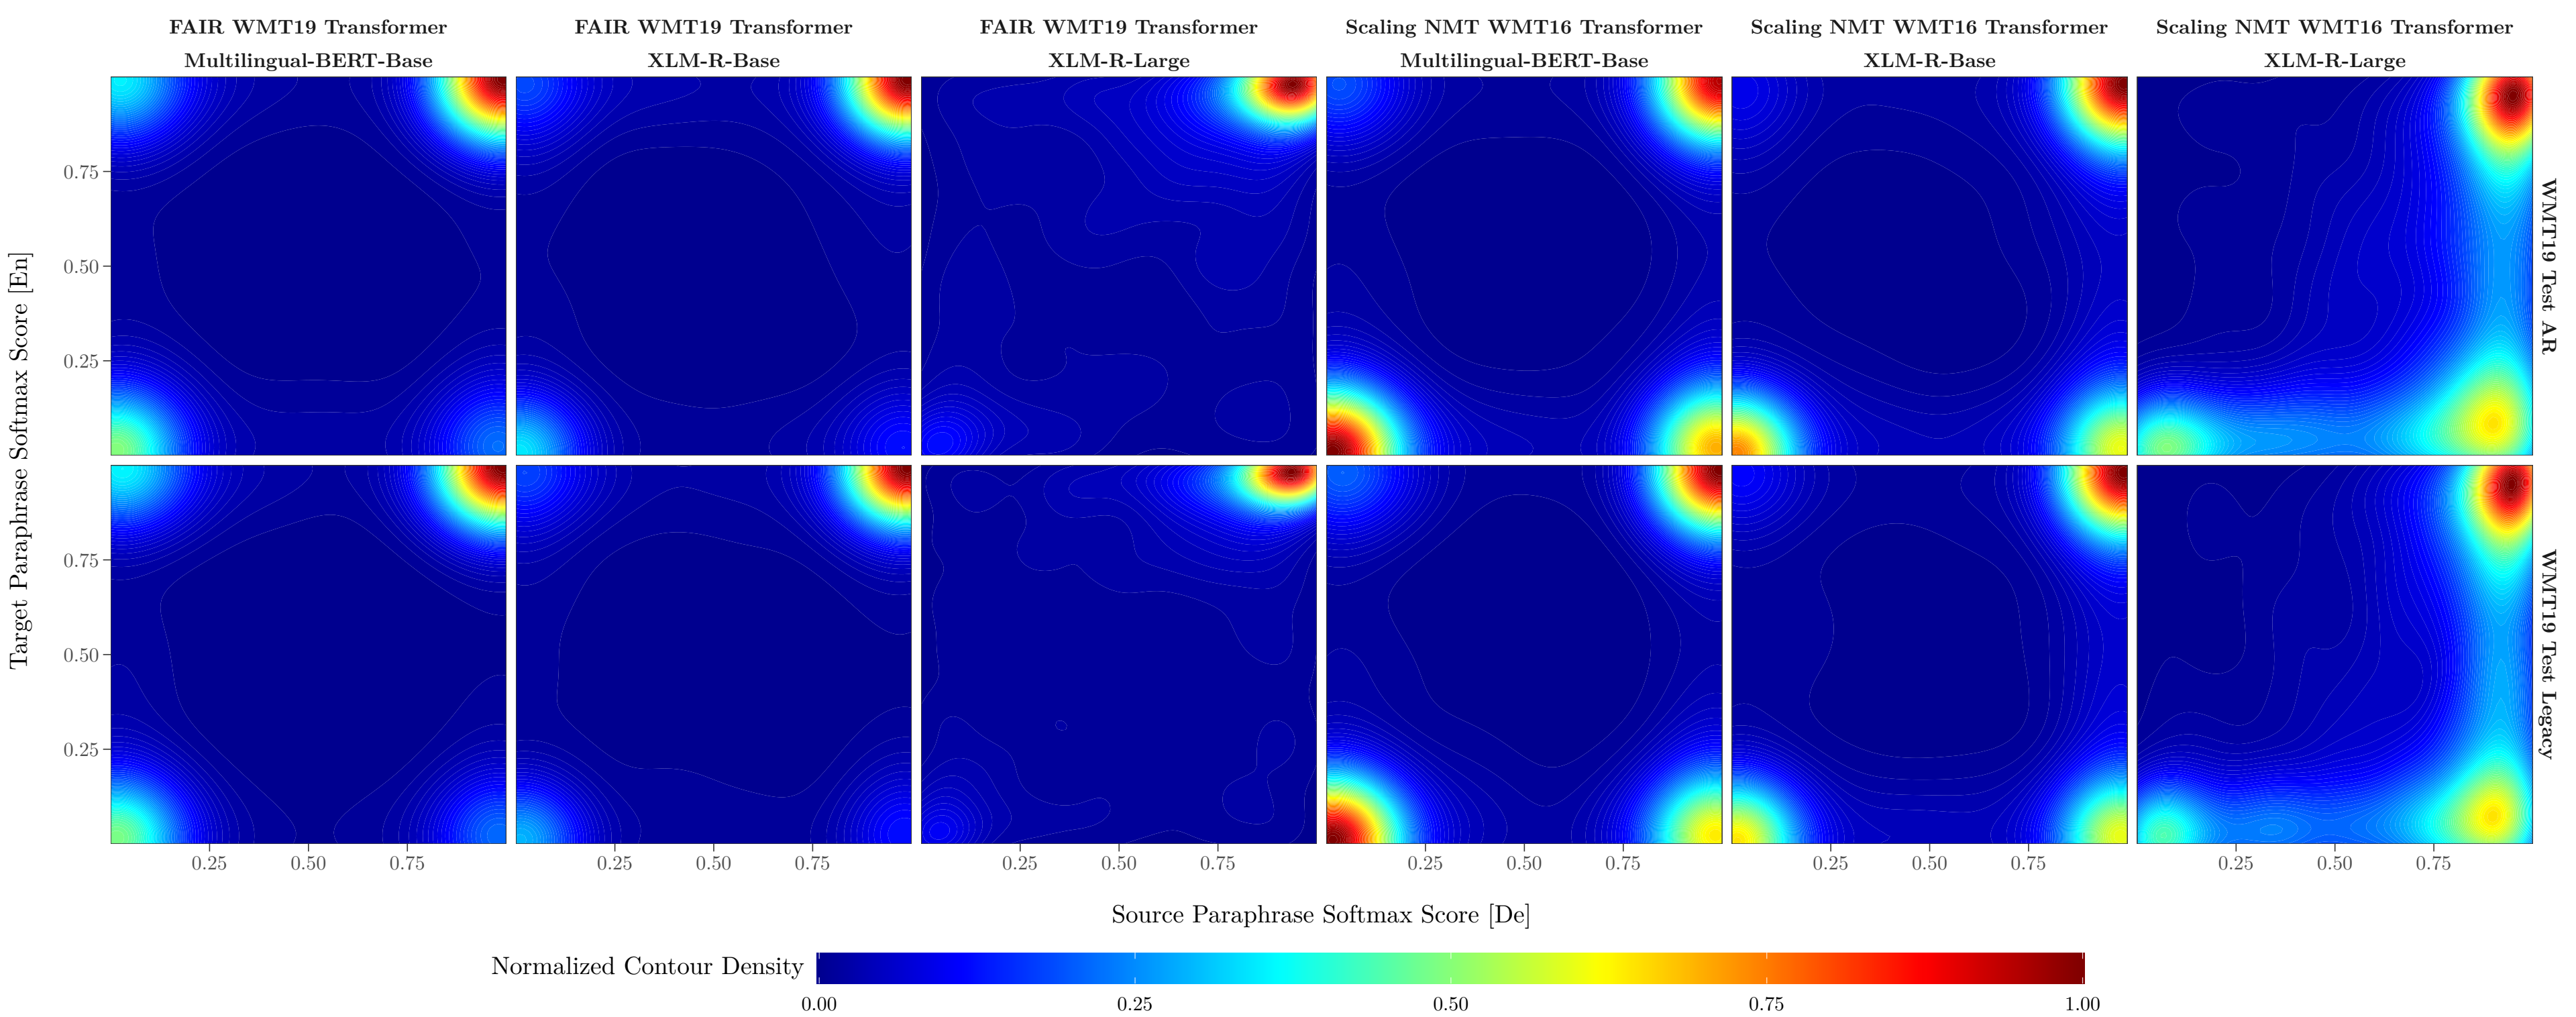 FAIR WMT19 Transformer
Multilingual-BERT-Base
FAIR WMT19 Transformer
XLM-R-Base
FAIR WMT19 Transformer
XLM-R-Large
Scaling NMT WMT16 Transformer
Multilingual-BERT-Base
Scaling NMT WMT16 Transformer
XLM-R-Base
Scaling NMT WMT16 Transformer
XLM-R-Large
Target Paraphrase Softmax Score [En]
0.75
0.50
0.25
WMT19 Test AR
0.75
0.50
0.25
WMT19 Test Legacy
0.25 0.50 0.75
0.25 0.50 0.75
0.25 0.50 0.75
0.25 0.50 0.75
0.25 0.50 0.75
0.25 0.50 0.75
Source Paraphrase Softmax Score [De]
Normalized Contour Density
0.00 0.25 0.50 0.75 1.00